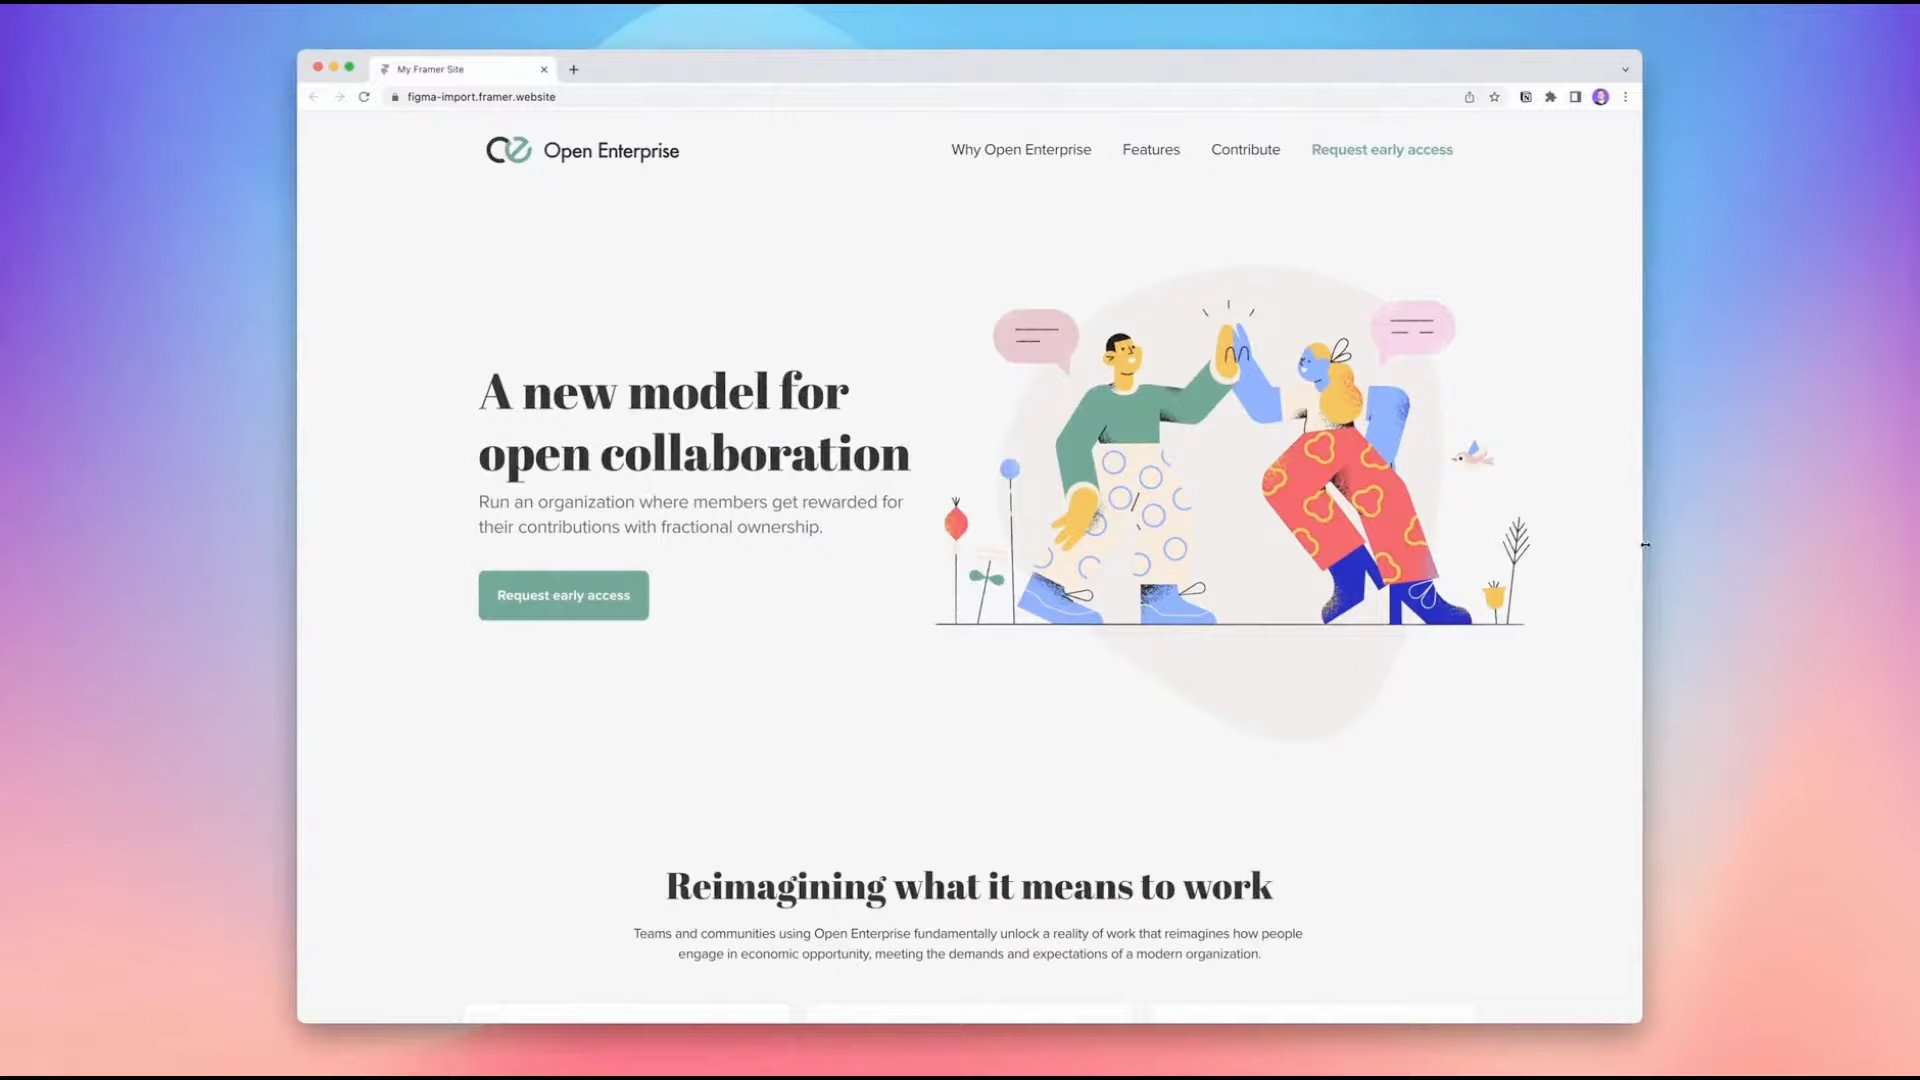 My Framer Site
figma-import.framer.website
Open Enterprise
Why Open Enterprise
Features
Contribute
Request early access
A new model for
open collaboration
Run an organization where members get rewarded for
their contributions with fractional ownership.
Request early access
Reimagining what it means to work
Teams and communities using Open Enterprise fundamentally unlock a reality of work that reimagines how people
engage in economic opportunity, meeting the demands and expectations of a modern organization.